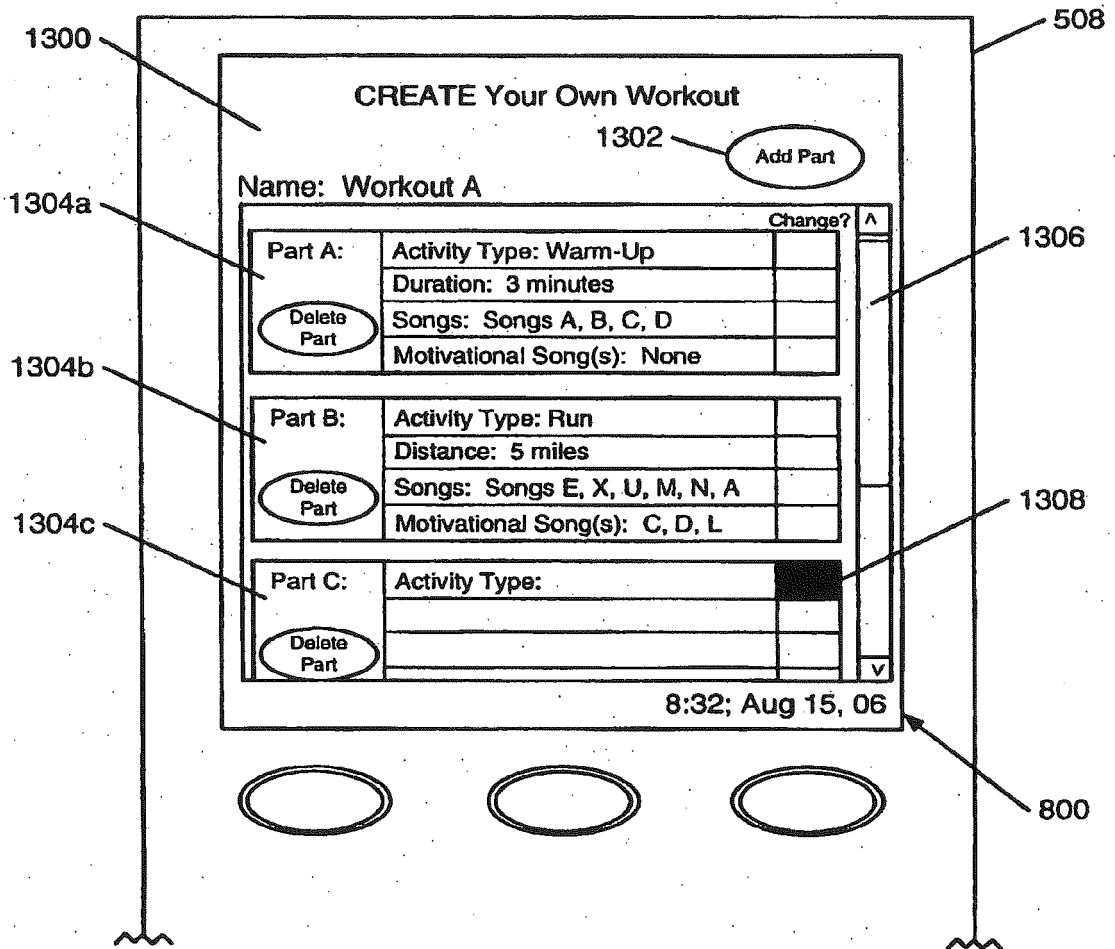 508
1300
CREATE Your Own Workout
1302
Add Part
Name: Workout A
1304a
Change? ^
1306
Part A: Activity Type: Warm-Up
Duration: 3 minutes
Delete
Part
Songs: Songs A, B, C, D
Motivational Song(s): None
1304b
Part B: Activity Type: Run
Distance: 5 miles
Delete
Part
Songs: Songs E, X, U, M, N, A
Motivational Song(s): C, D, L
1308
1304c
Part C: Activity Type:
Delete
Part
v
8:32; Aug 15, 06
800